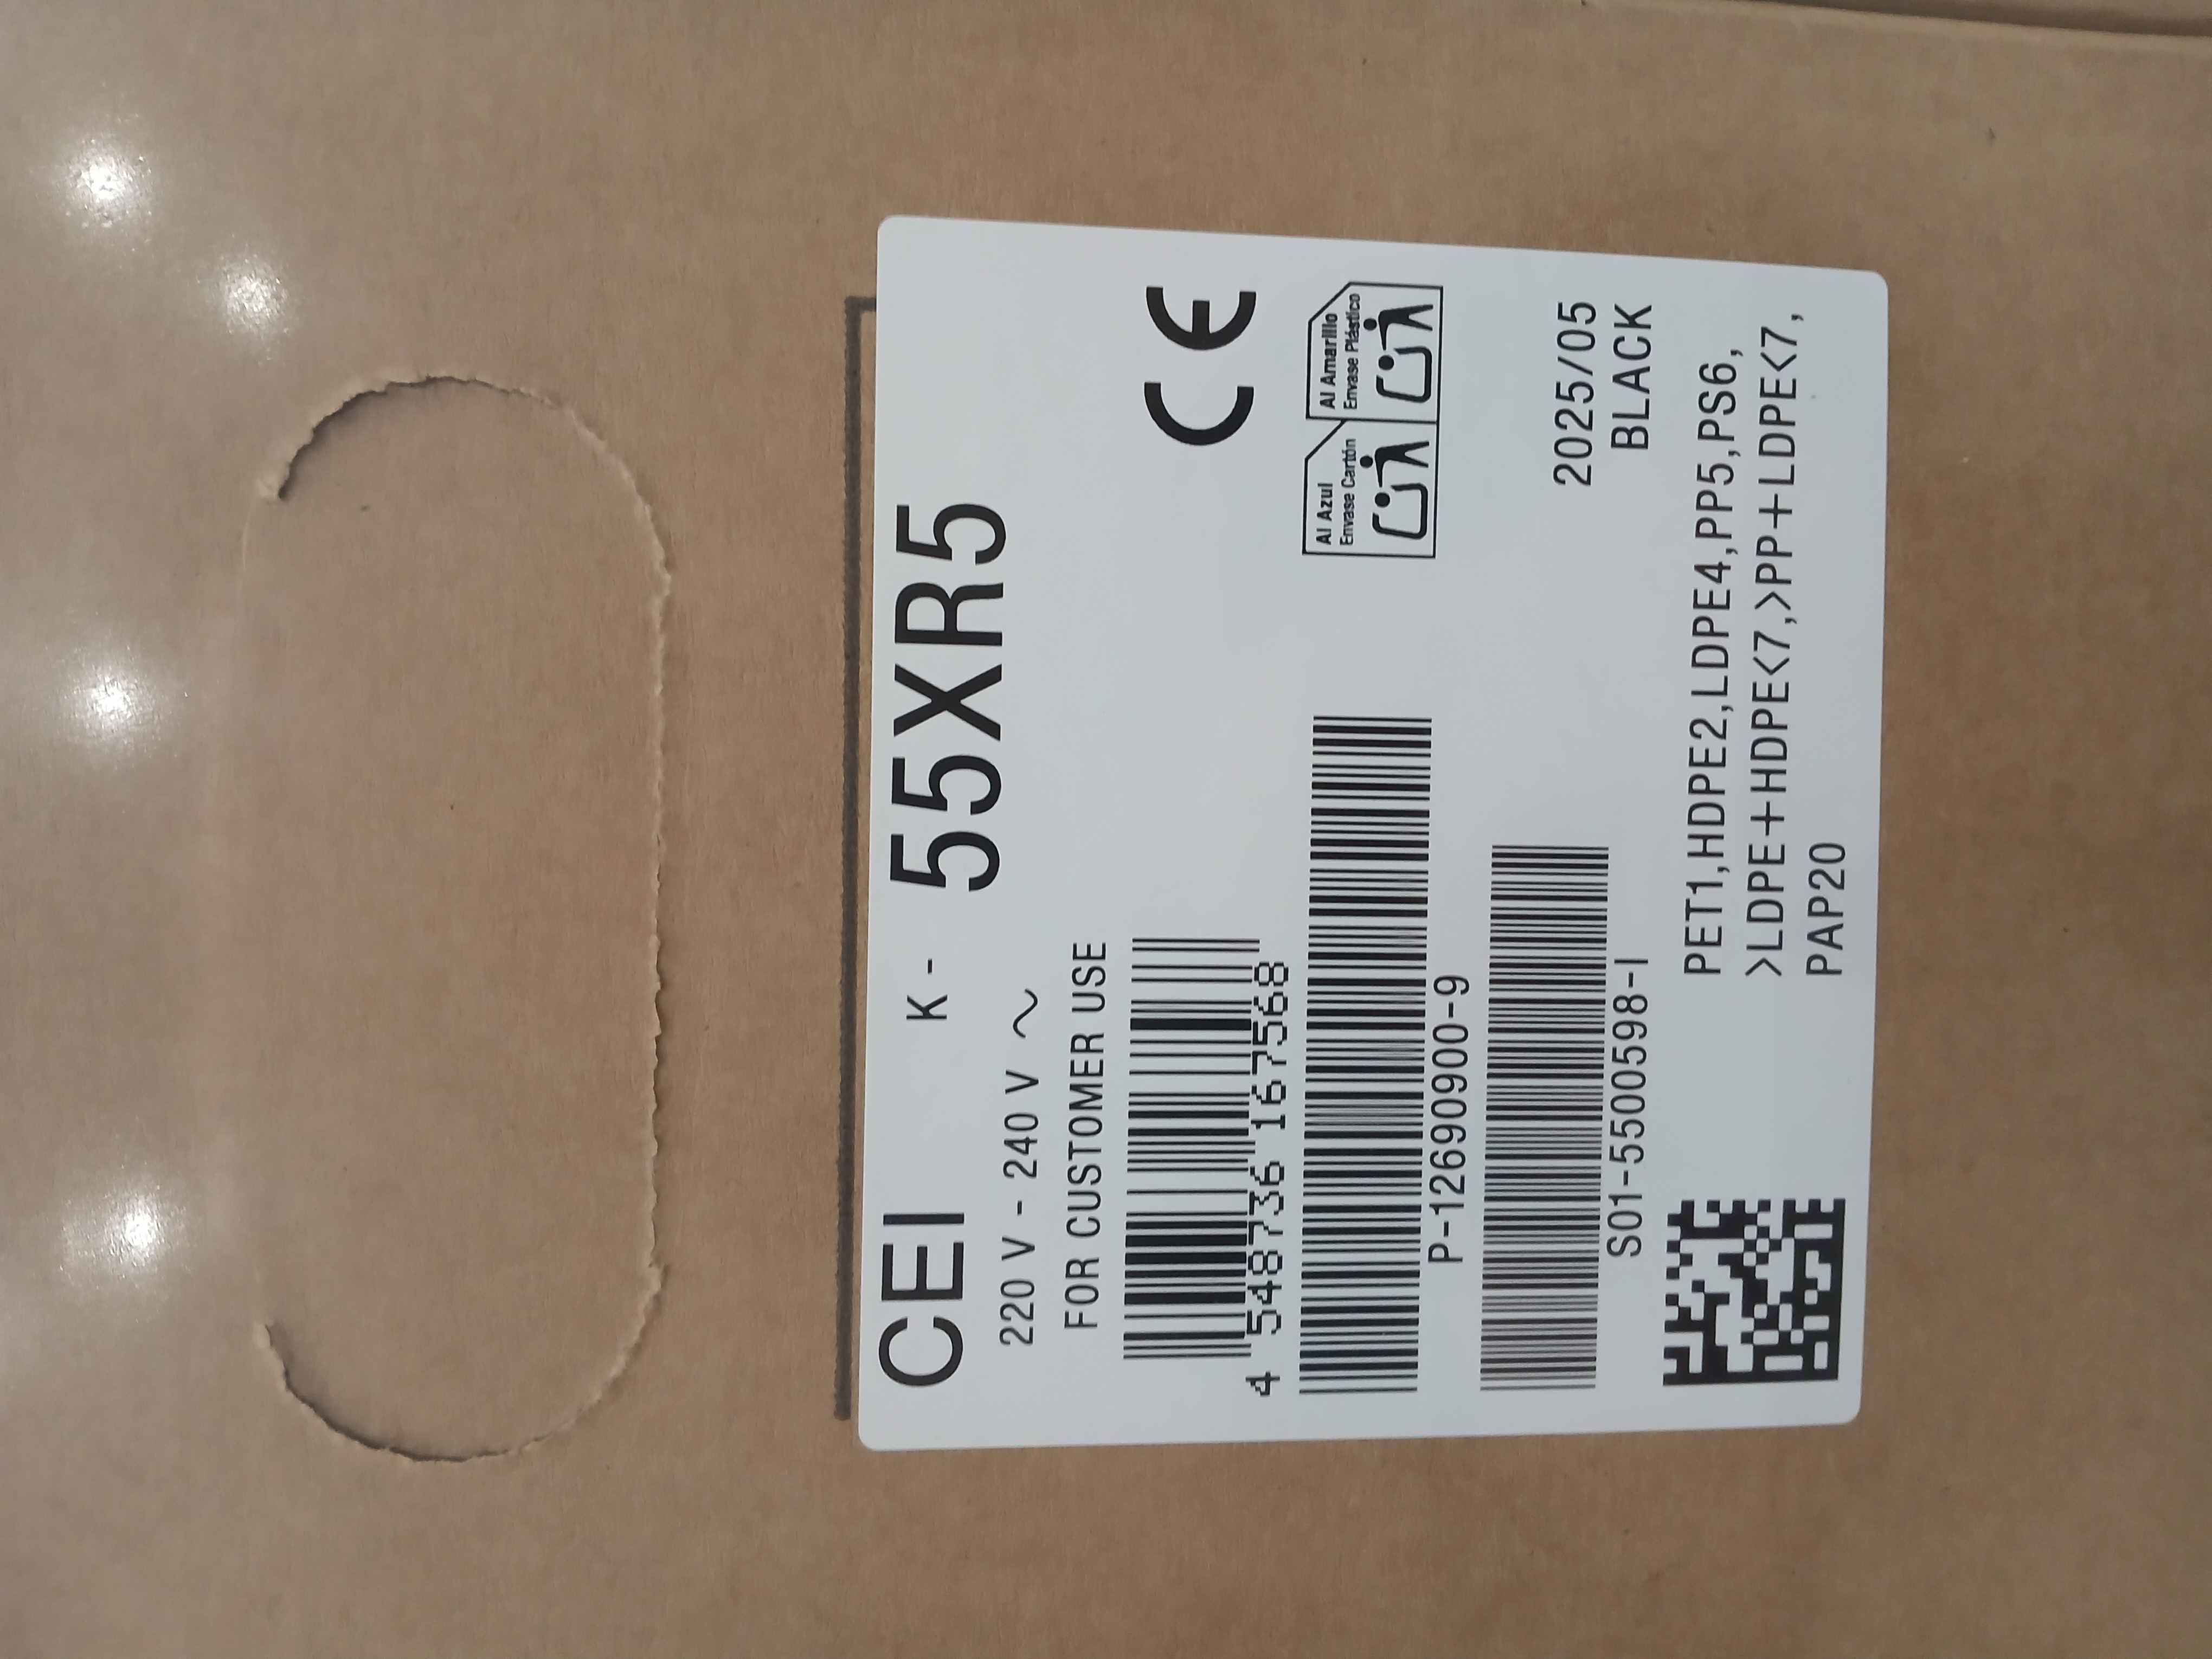 CEI K - 55XR5
220 V - 240 V ~
FOR CUSTOMER USE
CE
4 548736 167568
Al Azul
Envase Cartón
Al Amarillo
Envase Plástico
P-12690900-9
S01-5500598-I
2025/05
BLACK
PET1,HDPE2,LDPE4,PP5,PS6,
>LDPE+HDPE<7,>PP+LDPE<7,
PAP20